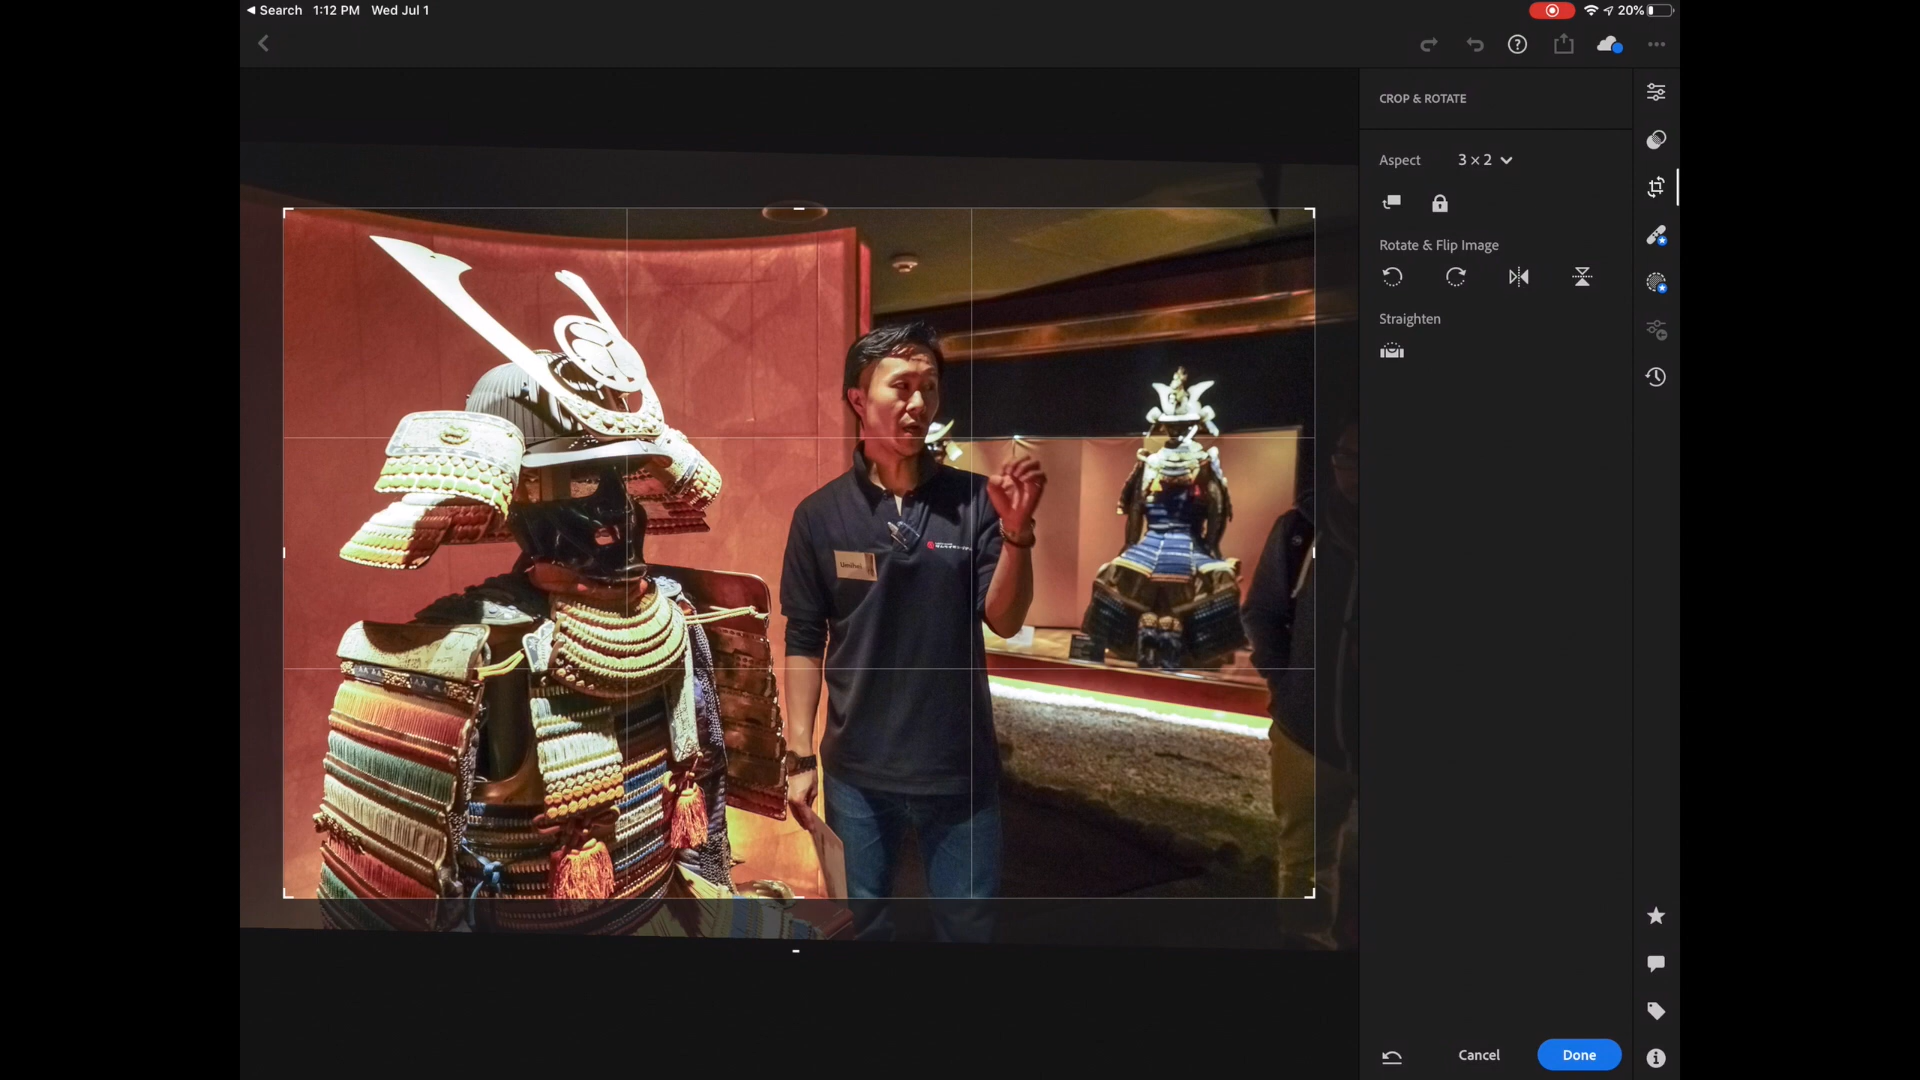 Search 1:12 PM Wed Jul 1
20%
CROP & ROTATE
Aspect 3 × 2
Rotate & Flip Image
Straighten
Umihei
Cancel Done